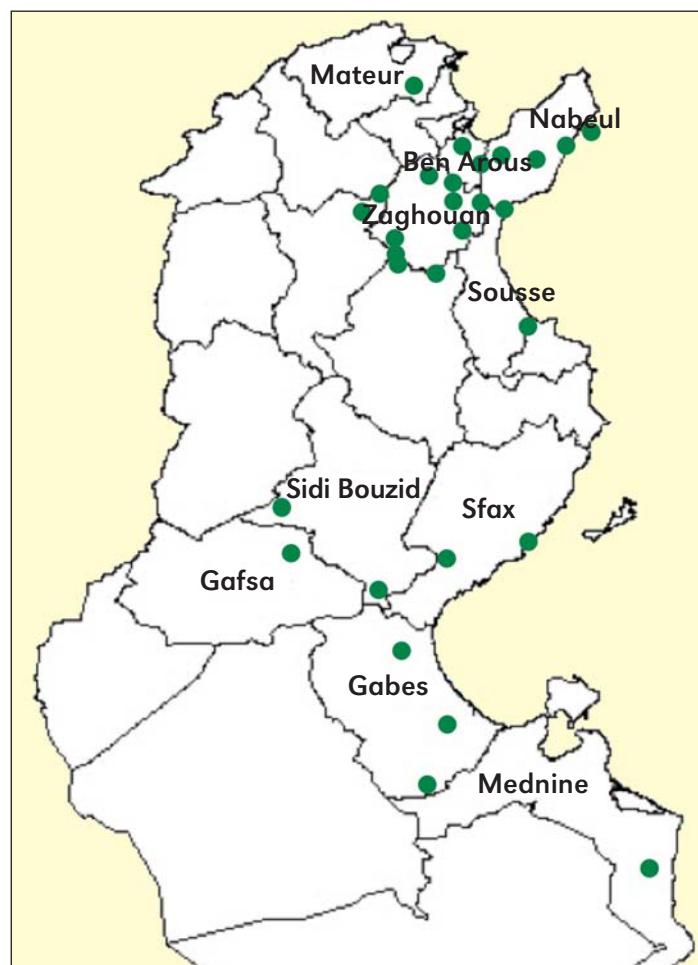 Mateur
Nabeul
Ben Arous
Zaghouan
Sousse
Sidi Bouzid
Sfax
Gafsa
Gabes
Mednine